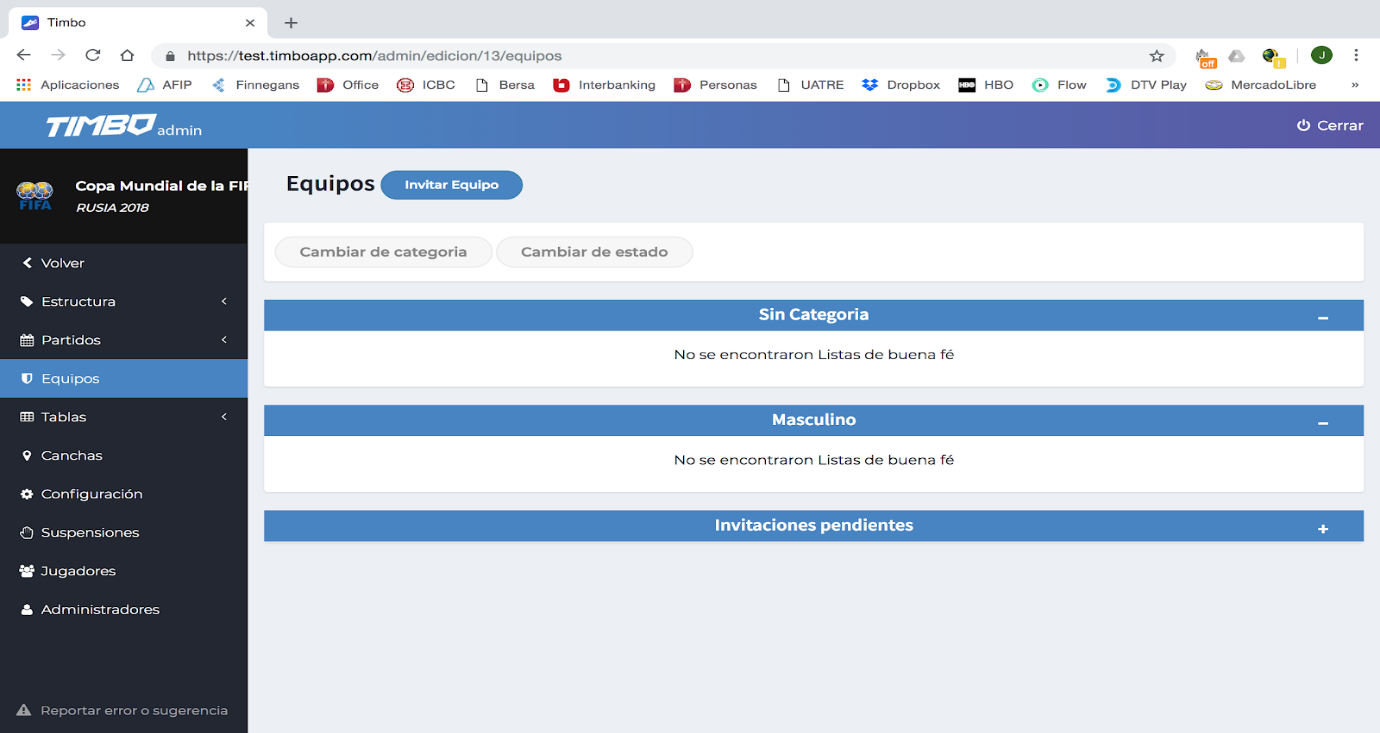 Timbo
https://test.timboapp.com/admin/edicion/13/equipos
off
J
Aplicaciones AFIP Finnegans Office ICBC Bersa Interbanking Personas UATRE Dropbox HBO HBO Flow DTV Play MercadoLibre »
TIMBO admin
Cerrar
FIFA
Copa Mundial de la FIF
RUSIA 2018
Volver
Estructura
Partidos
Equipos
Tablas
Canchas
Configuración
Suspensiones
Jugadores
Administradores
Reportar error o sugerencia
Equipos Invitar Equipo
Cambiar de categoria Cambiar de estado
Sin Categoria
No se encontraron Listas de buena fé
Masculino
No se encontraron Listas de buena fé
Invitaciones pendientes